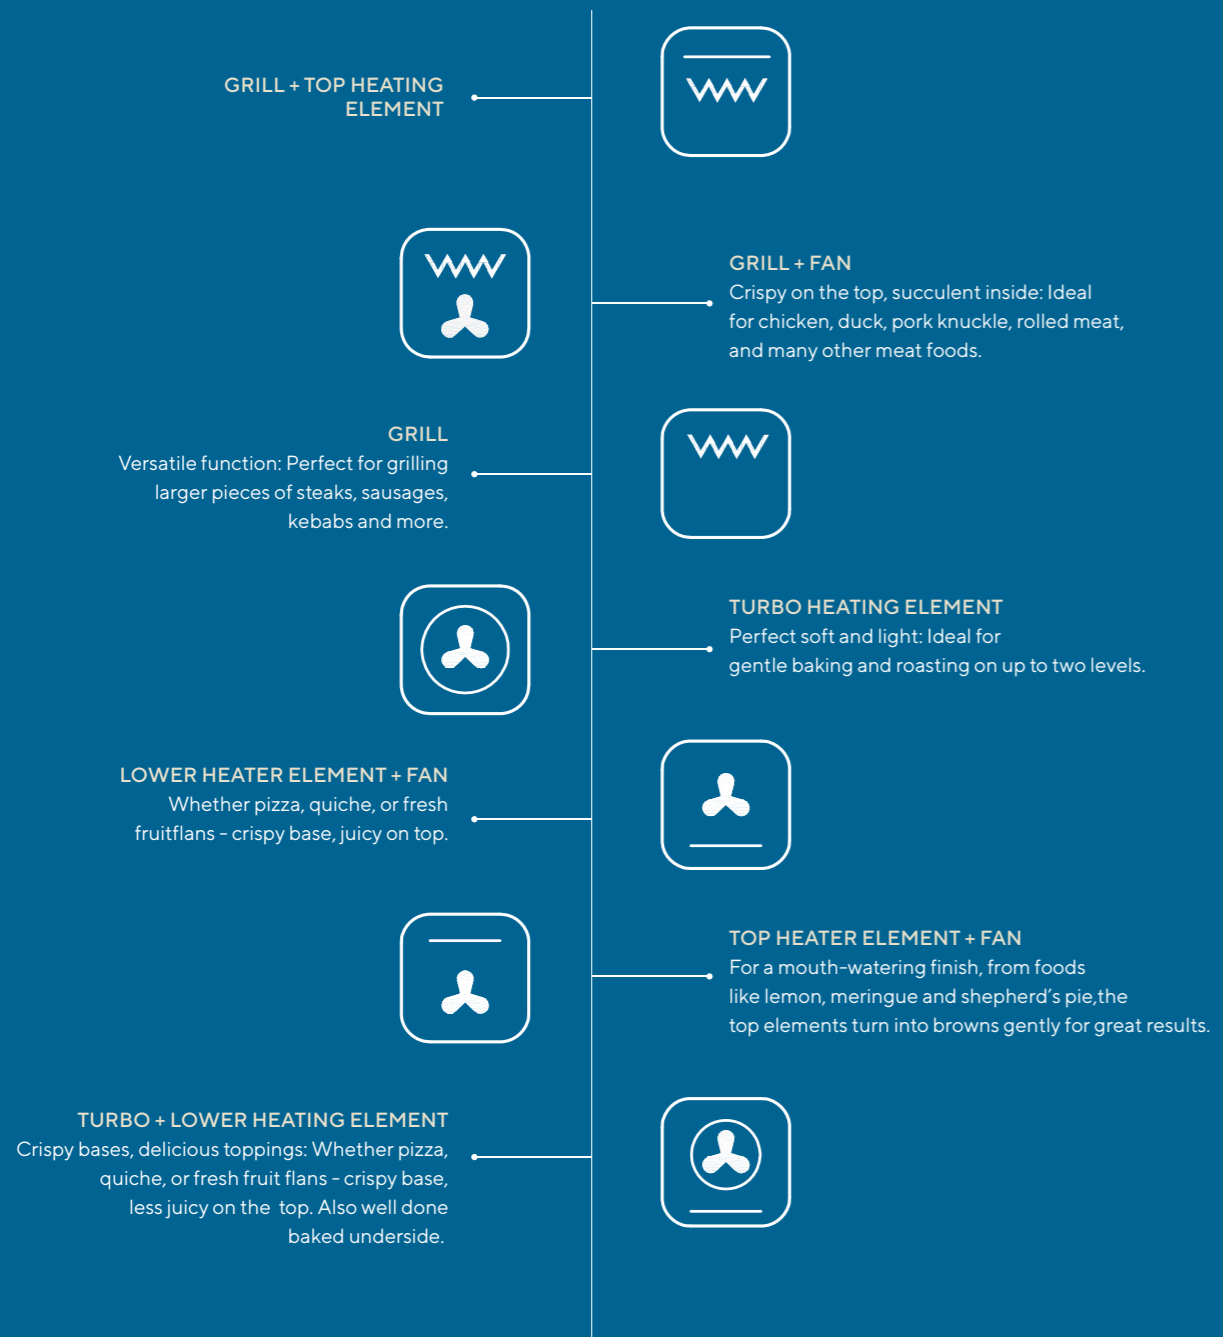 GRILL + TOP HEATING
ELEMENT
GRILL + FAN
Crispy on the top, succulent inside: Ideal
for chicken, duck, pork knuckle, rolled meat,
and many other meat foods.
GRILL
Versatile function: Perfect for grilling
larger pieces of steaks, sausages,
kebabs and more.
TURBO HEATING ELEMENT
Perfect soft and light: Ideal for
gentle baking and roasting on up to two levels.
LOWER HEATER ELEMENT + FAN
Whether pizza, quiche, or fresh
fruitflans - crispy base, juicy on top.
TOP HEATER ELEMENT + FAN
For a mouth-watering finish, from foods
like lemon, meringue and shepherd's pie,the
top elements turn into browns gently for great results.
TURBO + LOWER HEATING ELEMENT
Crispy bases, delicious toppings: Whether pizza,
quiche, or fresh fruit flans - crispy base,
less juicy on the top. Also well done
baked underside.